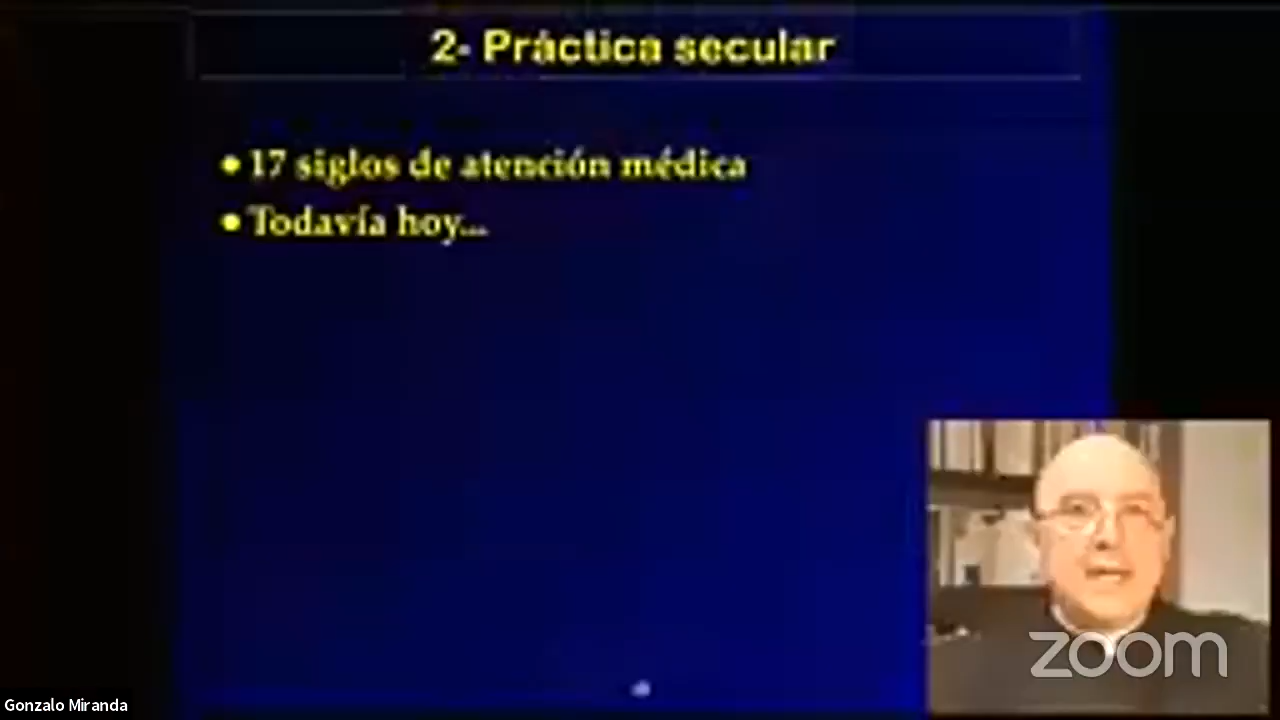 2- Práctica secular
• 17 siglos de atención médica
• Todavía hoy...
zoom
Gonzalo Miranda